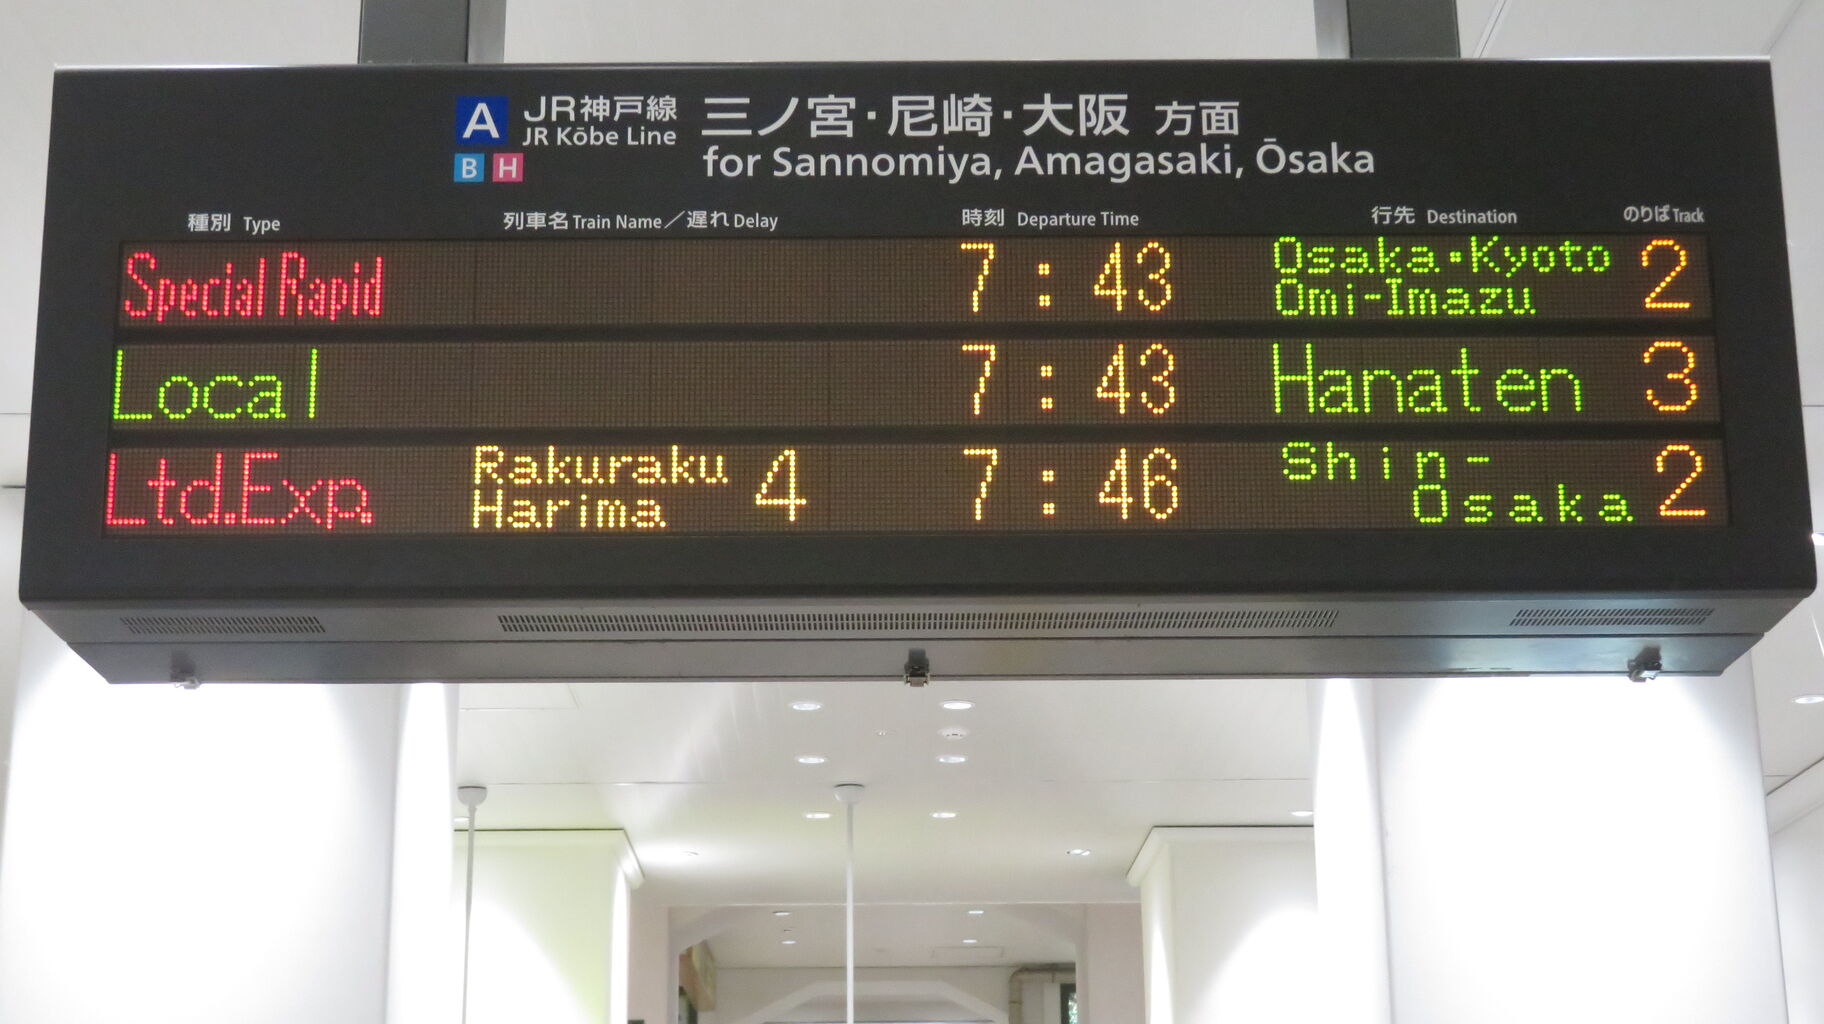 A JR神戸線 三ノ宮・尼崎・大阪 方面
JR Kōbe Line
B H for Sannomiya, Amagasaki, Ōsaka
種別 Type 列車名 Train Name／遅れ Delay 時刻 Departure Time 行先 Destination のりば Track
Special Rapid 7:43 Osaka・Kyoto 2
Omi-Imazu
Local 7:43 Hanaten 3
Ltd.Exp. Rakuraku 4 7:46 Shin- 2
Harima Osaka